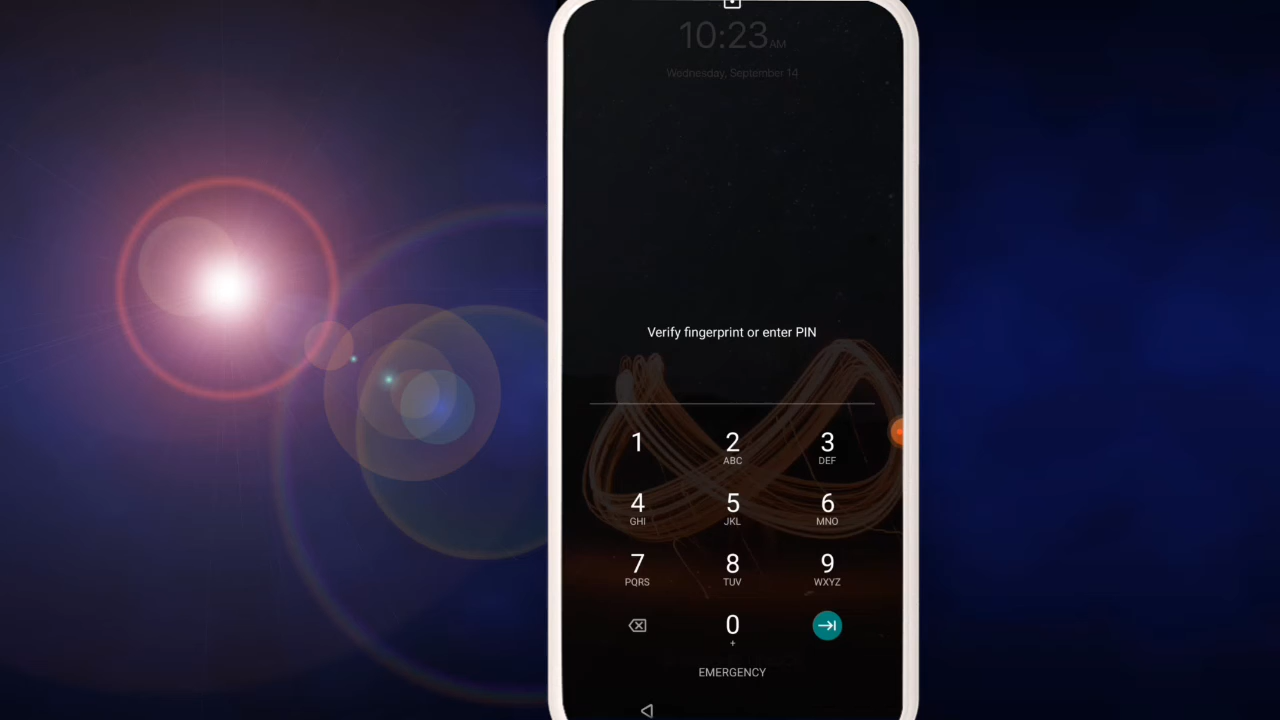 10:23 AM
Wednesday, September 14
Verify fingerprint or enter PIN
1 2 3
ABC DEF
4 5 6
GHI JKL MNO
7 8 9
PQRS TUV WXYZ
0
+
EMERGENCY